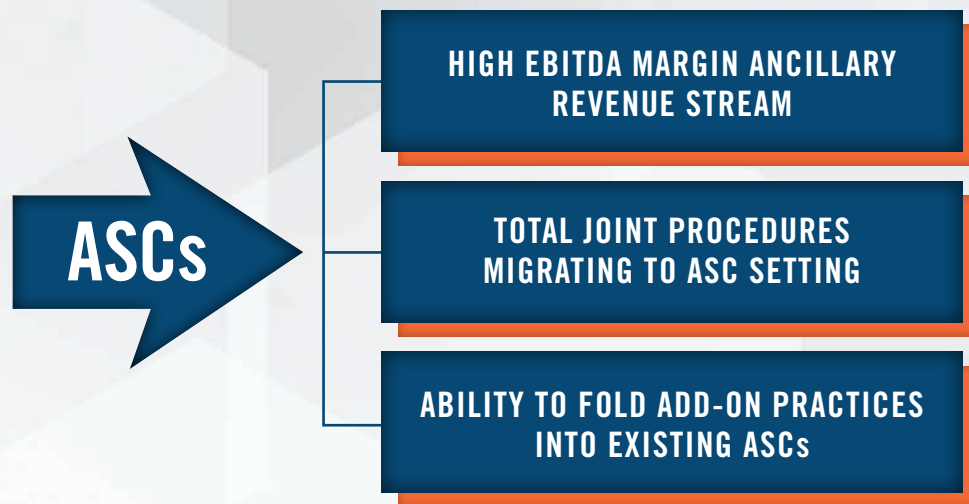 ASCs
HIGH EBITDA MARGIN ANCILLARY
REVENUE STREAM
TOTAL JOINT PROCEDURES
MIGRATING TO ASC SETTING
ABILITY TO FOLD ADD-ON PRACTICES
INTO EXISTING ASCs